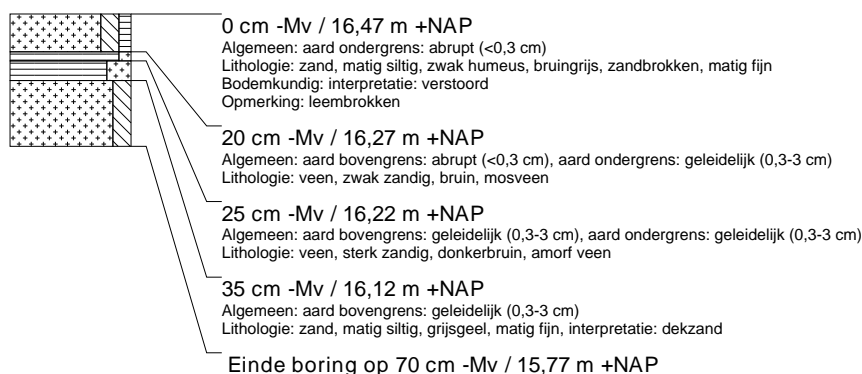 0 cm -Mv / 16,47 m +NAP
Algemeen: aard ondergrens: abrupt (<0,3 cm)
Lithologie: zand, matig siltig, zwak humeus, bruingrijs, zandbrokken, matig fijn
Bodemkundig: interpretatie: verstoord
Opmerking: leembrokken
20 cm -Mv / 16,27 m +NAP
Algemeen: aard bovengrens: abrupt (<0,3 cm), aard ondergrens: geleidelijk (0,3-3 cm)
Lithologie: veen, zwak zandig, bruin, mosveen
25 cm -Mv / 16,22 m +NAP
Algemeen: aard bovengrens: geleidelijk (0,3-3 cm), aard ondergrens: geleidelijk (0,3-3 cm)
Lithologie: veen, sterk zandig, donkerbruin, amorf veen
35 cm -Mv / 16,12 m +NAP
Algemeen: aard bovengrens: geleidelijk (0,3-3 cm)
Lithologie: zand, matig siltig, grijsgeel, matig fijn, interpretatie: dekzand
Einde boring op 70 cm -Mv / 15,77 m +NAP